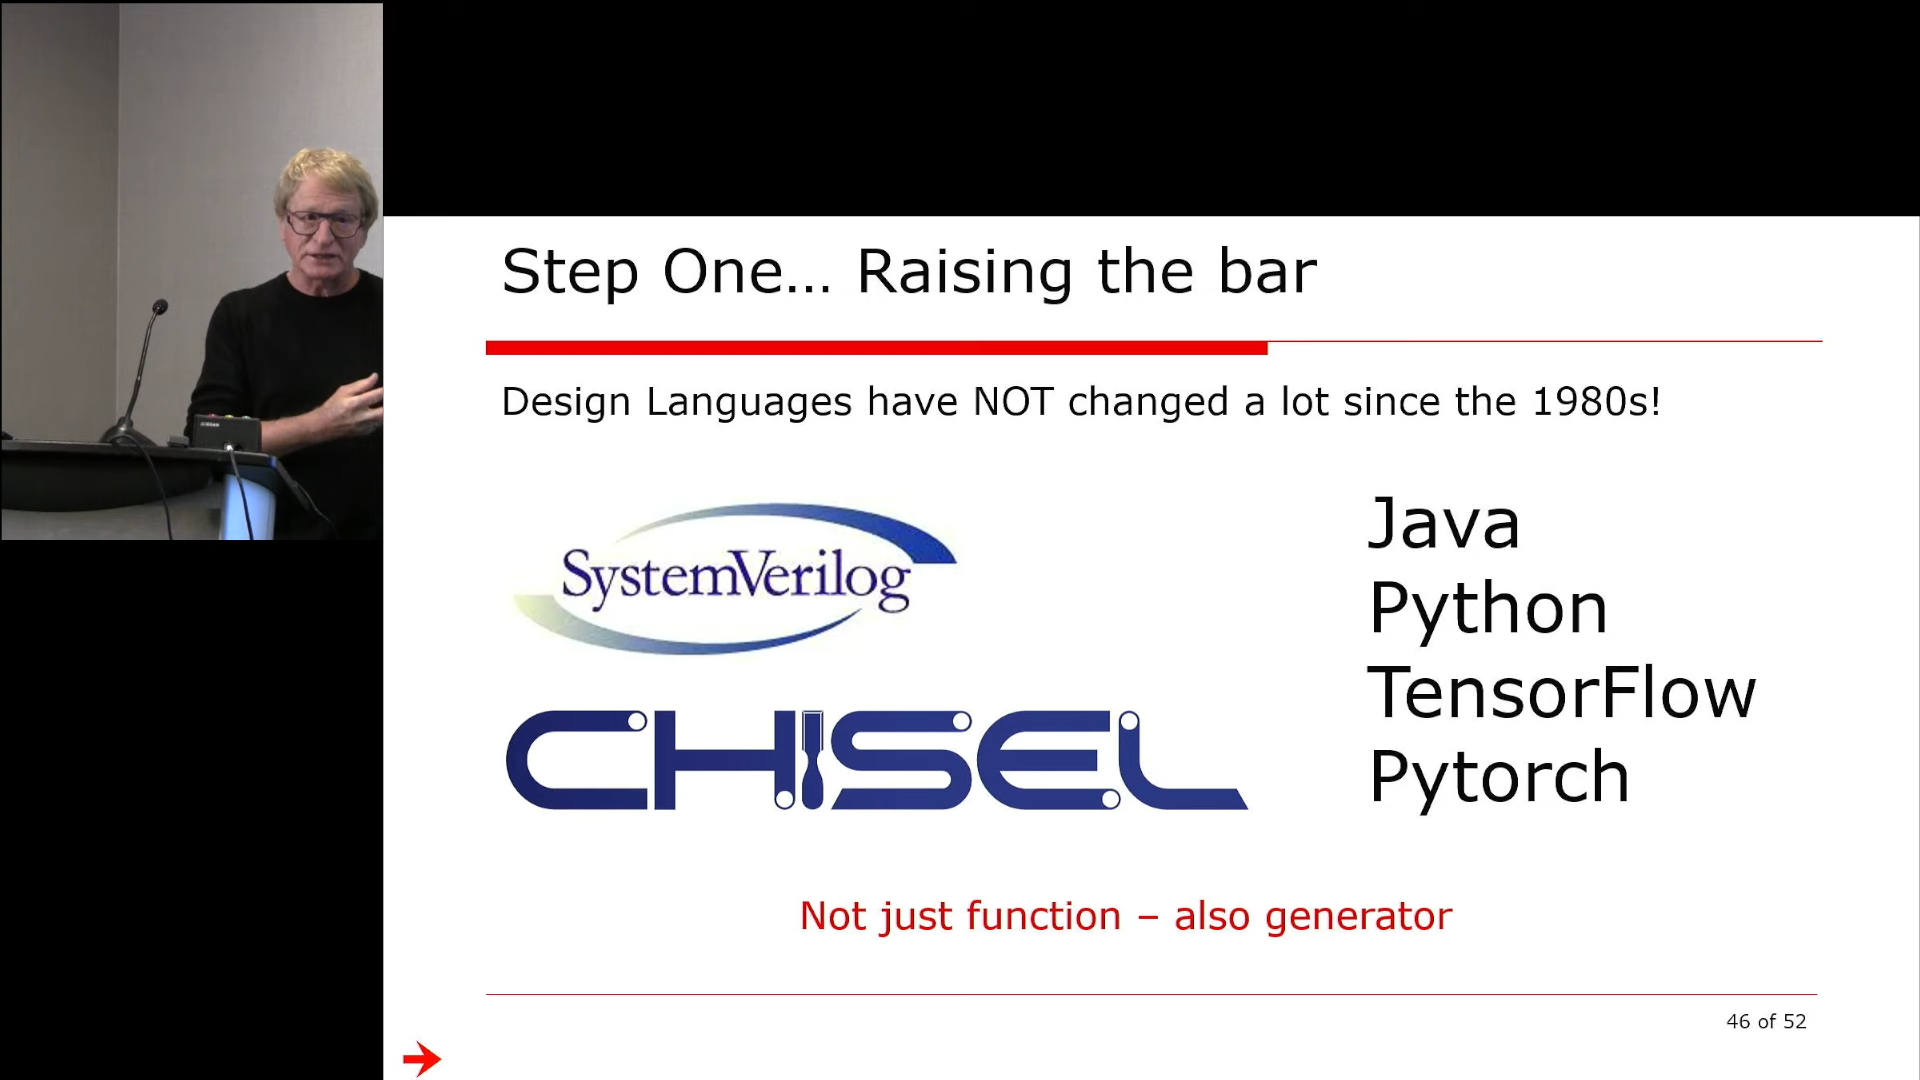 Step One… Raising the bar
Design Languages have NOT changed a lot since the 1980s!
SystemVerilog
CHISEL
Java
Python
TensorFlow
Pytorch
Not just function – also generator
46 of 52